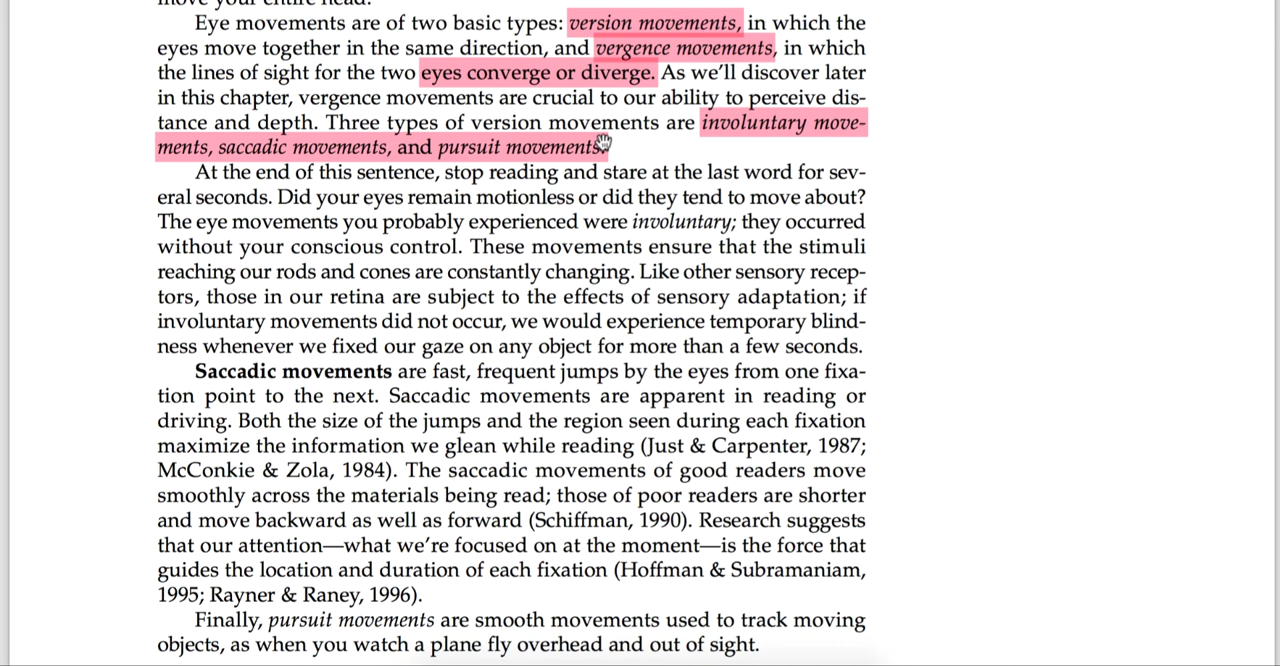 move your entire head.
Eye movements are of two basic types: version movements, in which the
eyes move together in the same direction, and vergence movements, in which
the lines of sight for the two eyes converge or diverge. As we'll discover later
in this chapter, vergence movements are crucial to our ability to perceive dis-
tance and depth. Three types of version movements are involuntary move-
ments, saccadic movements, and pursuit movements.
At the end of this sentence, stop reading and stare at the last word for sev-
eral seconds. Did your eyes remain motionless or did they tend to move about?
The eye movements you probably experienced were involuntary; they occurred
without your conscious control. These movements ensure that the stimuli
reaching our rods and cones are constantly changing. Like other sensory recep-
tors, those in our retina are subject to the effects of sensory adaptation; if
involuntary movements did not occur, we would experience temporary blind-
ness whenever we fixed our gaze on any object for more than a few seconds.
Saccadic movements are fast, frequent jumps by the eyes from one fixa-
tion point to the next. Saccadic movements are apparent in reading or
driving. Both the size of the jumps and the region seen during each fixation
maximize the information we glean while reading (Just & Carpenter, 1987;
McConkie & Zola, 1984). The saccadic movements of good readers move
smoothly across the materials being read; those of poor readers are shorter
and move backward as well as forward (Schiffman, 1990). Research suggests
that our attention—what we're focused on at the moment—is the force that
guides the location and duration of each fixation (Hoffman & Subramaniam,
1995; Rayner & Raney, 1996).
Finally, pursuit movements are smooth movements used to track moving
objects, as when you watch a plane fly overhead and out of sight.